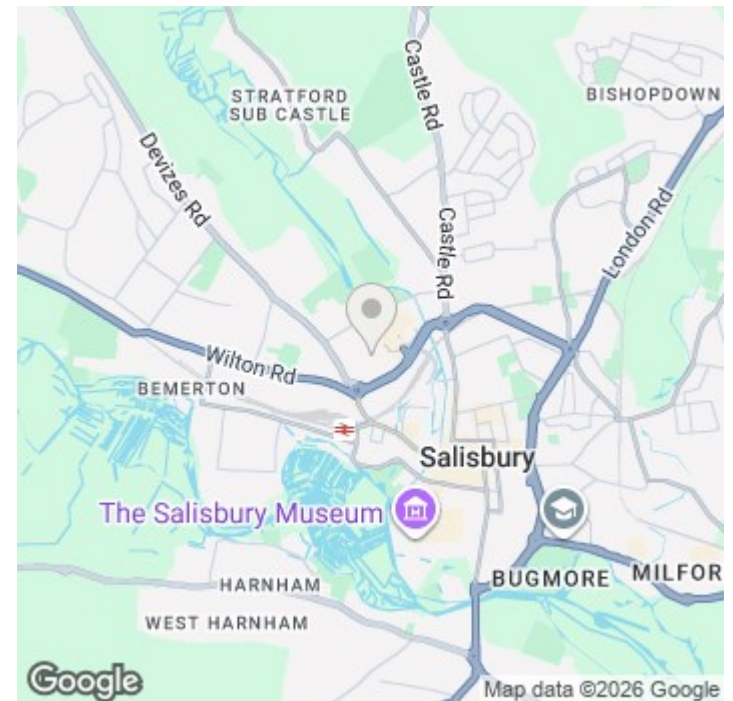 Castle Rd
STRATFORD
SUB CASTLE
BISHOPDOWN
Devizes Rd
Castle Rd
London Rd
Wilton Rd
BEMERTON
Salisbury
The Salisbury Museum
BUGMORE
MILFOR
HARNHAM
WEST HARNHAM
Google
Map data ©2026 Google